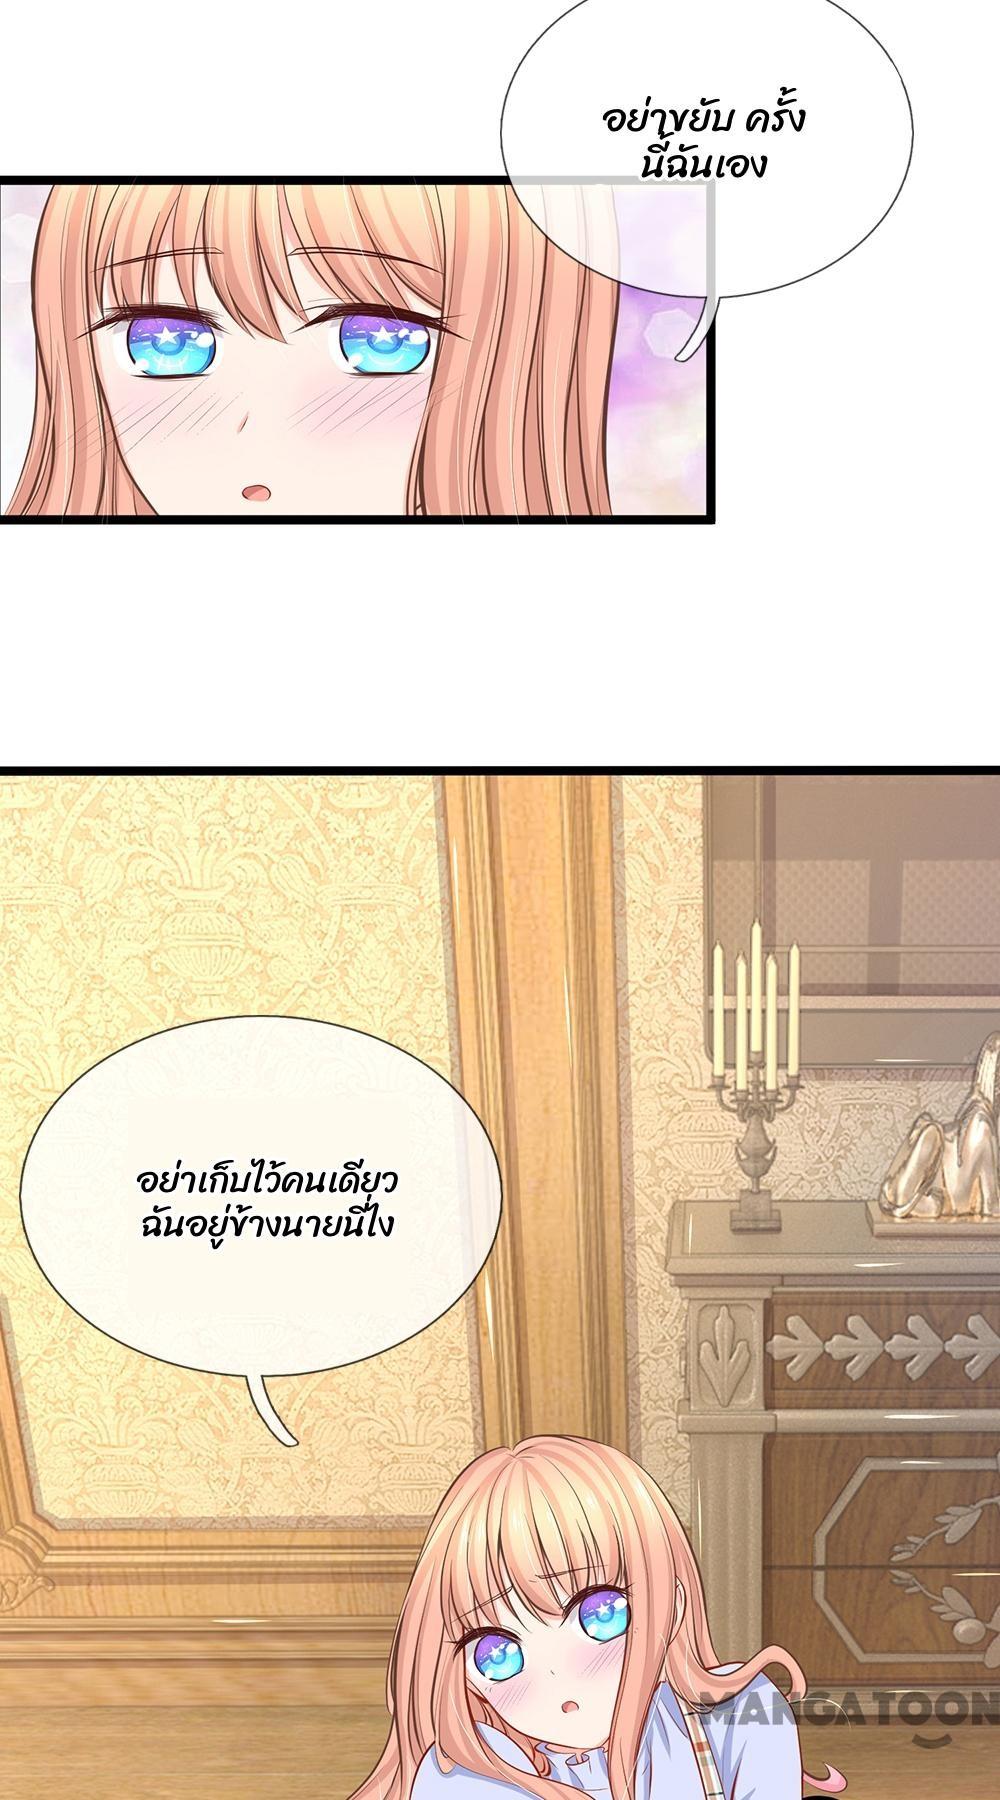 อย่าขยับ ครั้ง
นี้ฉันเอง
อย่าเก็บไว้คนเดียว
ฉันอยู่ข้างนายนี่ไง
MANGATOON